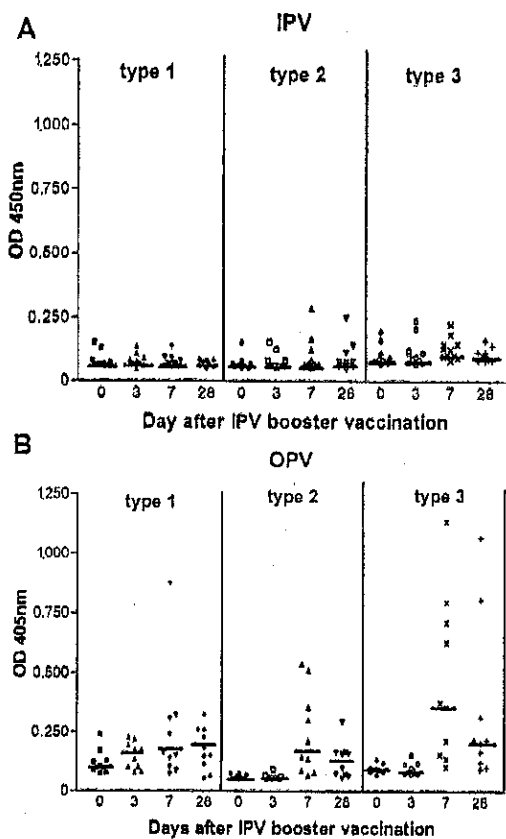 A
IPV
1,250
type 1 type 2 type 3
1,000
0,750
OD 450nm
0,500
0,250
0
0 3 7 28 0 3 7 28 0 3 7 28
Day after IPV booster vaccination
B
OPV
1250
type 1 type 2 type 3
1,000
0,750
OD 405nm
0,500
0,250
0
0 3 7 28 0 3 7 28 0 3 7 28
Days after IPV booster vaccination